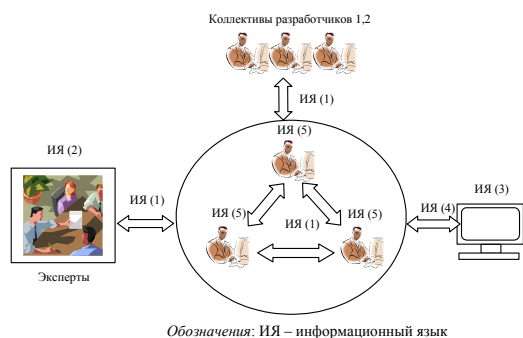 Коллективы разработчиков 1,2
ИЯ (1)
ИЯ (5)
ИЯ (2)
ИЯ (1)
ИЯ (3)
ИЯ (4)
ИЯ (5)
ИЯ (1)
ИЯ (5)
Эксперты
Обозначения: ИЯ – информационный язык